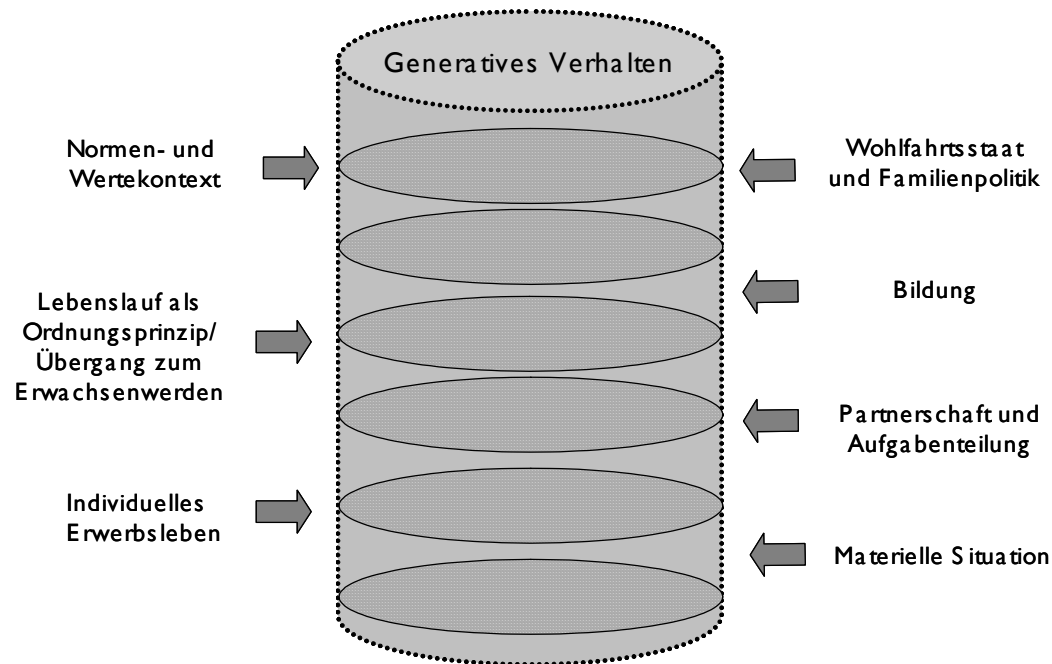 Generatives Verhalten
Normen- und
Wertekontext
Wohlfahrtsstaat
und Familienpolitik
Lebenslauf als
Ordnungsprinzip/
Übergang zum
Erwachsenwerden
Bildung
Partnerschaft und
Aufgabenteilung
Individuelles
Erwerbsleben
Materielle Situation